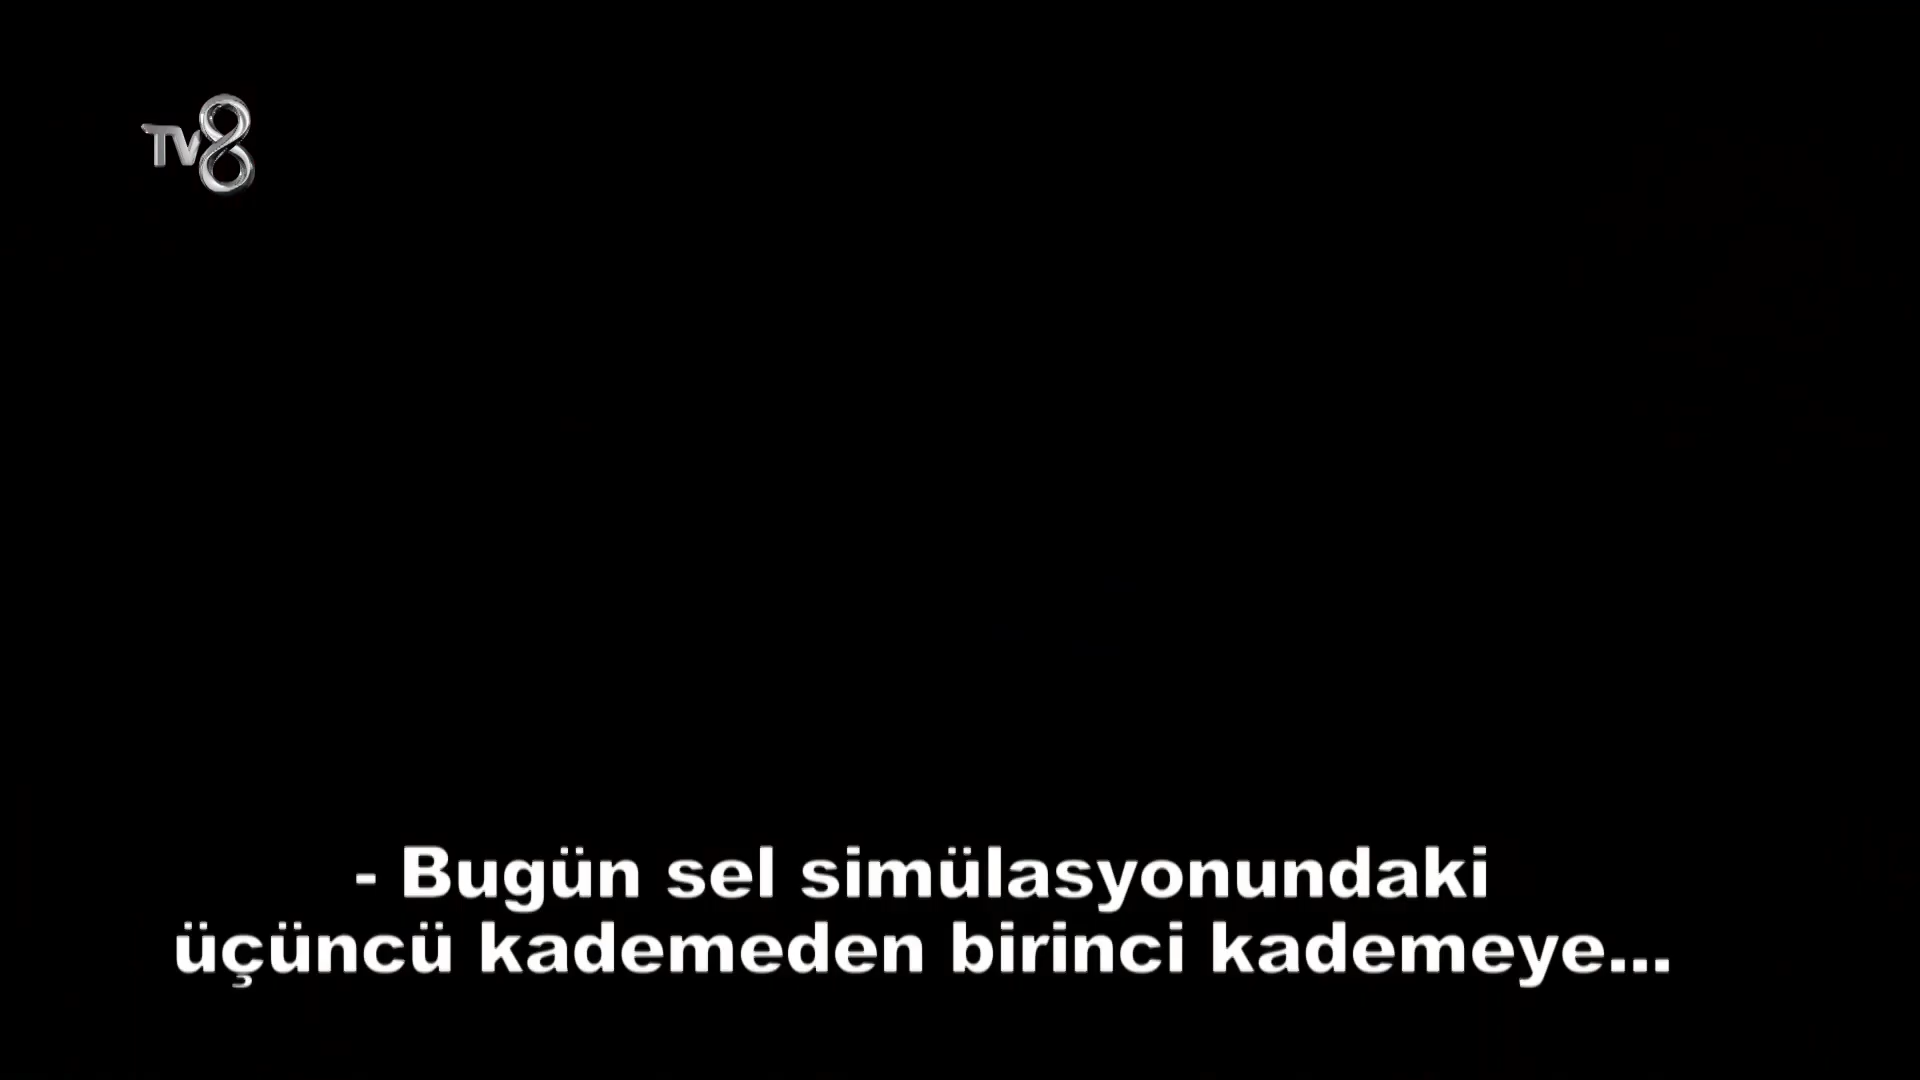 TV8
- Bugün sel simülasyonundaki
üçüncü kademeden birinci kademeye...